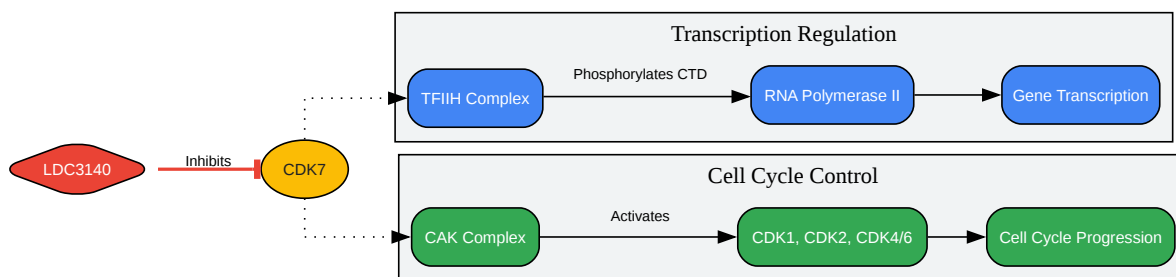 Transcription Regulation
TFIIH Complex
Phosphorylates CTD
RNA Polymerase II
Gene Transcription
LDC3140
Inhibits
CDK7
Cell Cycle Control
CAK Complex
Activates
CDK1, CDK2, CDK4/6
Cell Cycle Progression